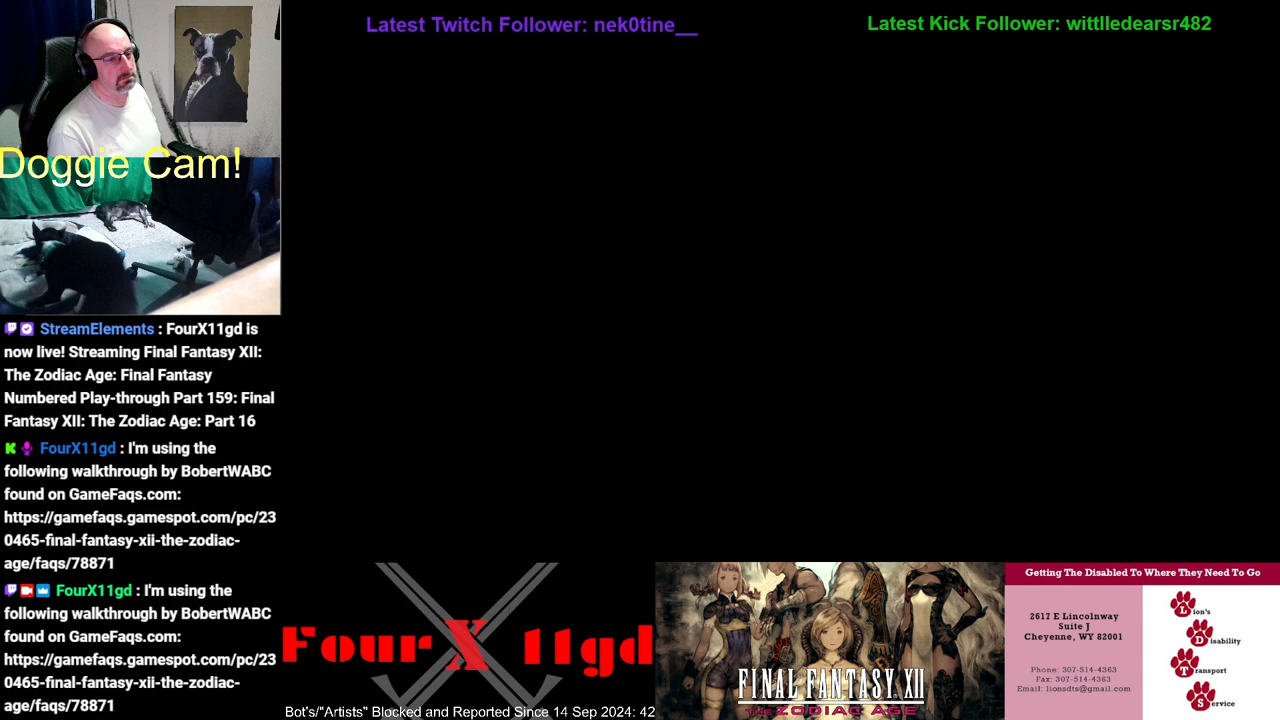 Latest Twitch Follower: nek0tine__
Latest Kick Follower: wittlledearsr482
Doggie Cam!
StreamElements : FourX11gd is
now live! Streaming Final Fantasy XII:
The Zodiac Age: Final Fantasy
Numbered Play-through Part 159: Final
Fantasy XII: The Zodiac Age: Part 16
FourX11gd : I'm using the
following walkthrough by BobertWABC
found on GameFaqs.com:
https://gamefaqs.gamespot.com/pc/23
0465-final-fantasy-xii-the-zodiac-
age/faqs/78871
FourX11gd : I'm using the
following walkthrough by BobertWABC
found on GameFaqs.com:
https://gamefaqs.gamespot.com/pc/23
0465-final-fantasy-xii-the-zodiac-
age/faqs/78871
Four X 11gd
Bot's/"Artists" Blocked and Reported Since 14 Sep 2024: 42
FINAL FANTASY XII
THE ZODIAC AGE
Getting The Disabled To Where They Need To Go
2617 E Lincolnway
Suite J
Cheyenne, WY 82001
Phone: 307-514-4363
Fax: 307-514-4363
Email: lionsdts@gmail.com
Lion's
Disability
Transport
Service